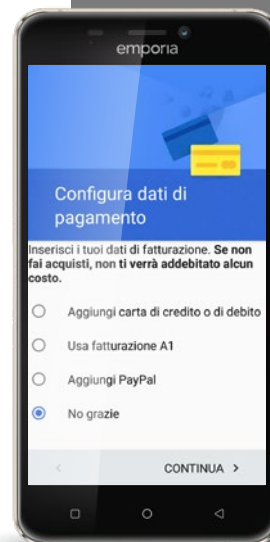 emporia
Configura dati di
pagamento
Inserisci i tuoi dati di fatturazione. Se non
fai acquisti, non ti verrà addebitato alcun
costo.
Aggiungi carta di credito o di debito
Usa fatturazione A1
Aggiungi PayPal
No grazie
CONTINUA >